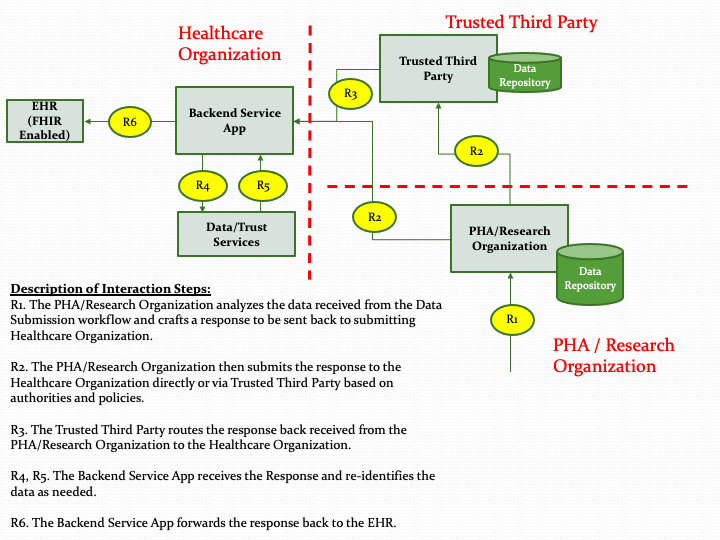 Trusted Third Party
Healthcare
Organization
Trusted Third
Party
Data
Repository
R3
EHR
(FHIR
Enabled)
R6
Backend Service
App
R2
R4
R5
R2
Data/Trust
Services
PHA/Research
Organization
Data
Repository
R1
PHA / Research
Organization
Description of Interaction Steps:
R1. The PHA/Research Organization analyzes the data received from the Data
Submission workflow and crafts a response to be sent back to submitting
Healthcare Organization.
R2. The PHA/Research Organization then submits the response to the
Healthcare Organization directly or via Trusted Third Party based on
authorities and policies.
R3. The Trusted Third Party routes the response back received from the
PHA/Research Organization to the Healthcare Organization.
R4, R5. The Backend Service App receives the Response and re-identifies the
data as needed.
R6. The Backend Service App forwards the response back to the EHR.